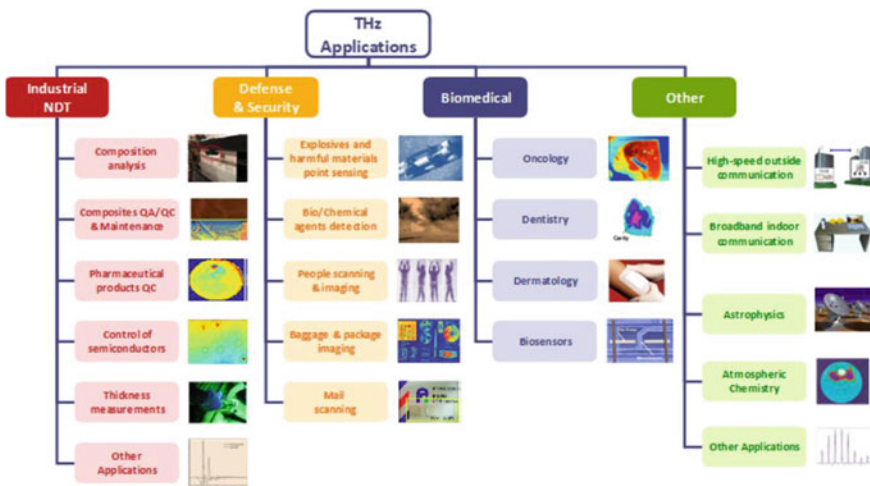 THz
Applications
Industrial
NDT
Defense
& Security
Biomedical
Other
Composition
analysis
Composites QA/QC
& Maintenance
Pharmaceutical
products QC
Control of
semiconductors
Thickness
measurements
Other
Applications
Explosives and
harmful materials
point sensing
Bio/Chemical
agents detection
People scanning
& imaging
Baggage & package
imaging
Mail
scanning
Oncology
Dentistry
Cavity
Dermatology
Biosensors
High-speed outside
communication
Broadband indoor
communication
Astrophysics
Atmospheric
Chemistry
Other Applications